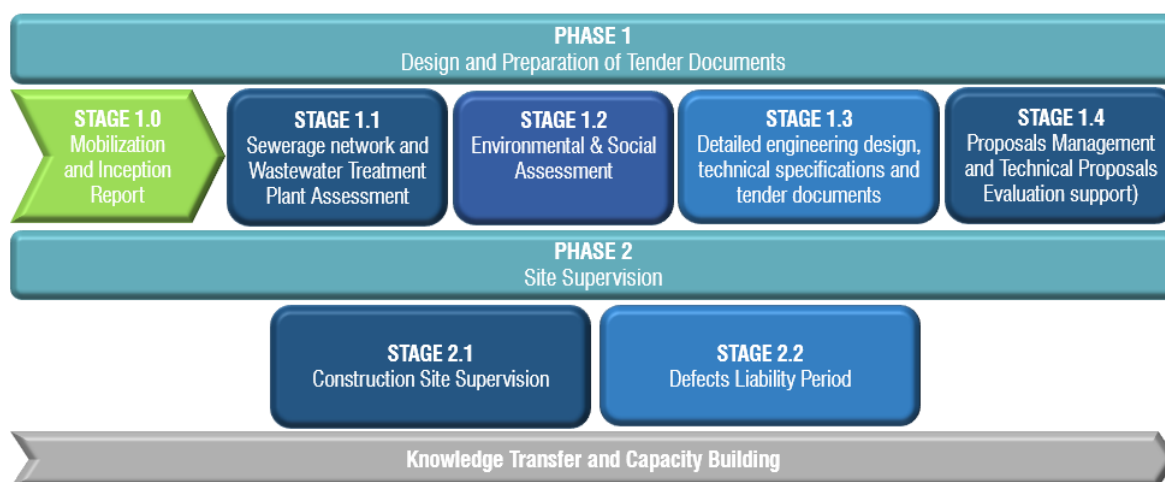 PHASE 1
Design and Preparation of Tender Documents
STAGE 1.0
Mobilization
and Inception
Report
STAGE 1.1
Sewerage network and
Wastewater Treatment
Plant Assessment
STAGE 1.2
Environmental & Social
Assessment
STAGE 1.3
Detailed engineering design,
technical specifications and
tender documents
STAGE 1.4
Proposals Management
and Technical Proposals
Evaluation support)
PHASE 2
Site Supervision
STAGE 2.1
Construction Site Supervision
STAGE 2.2
Defects Liability Period
Knowledge Transfer and Capacity Building